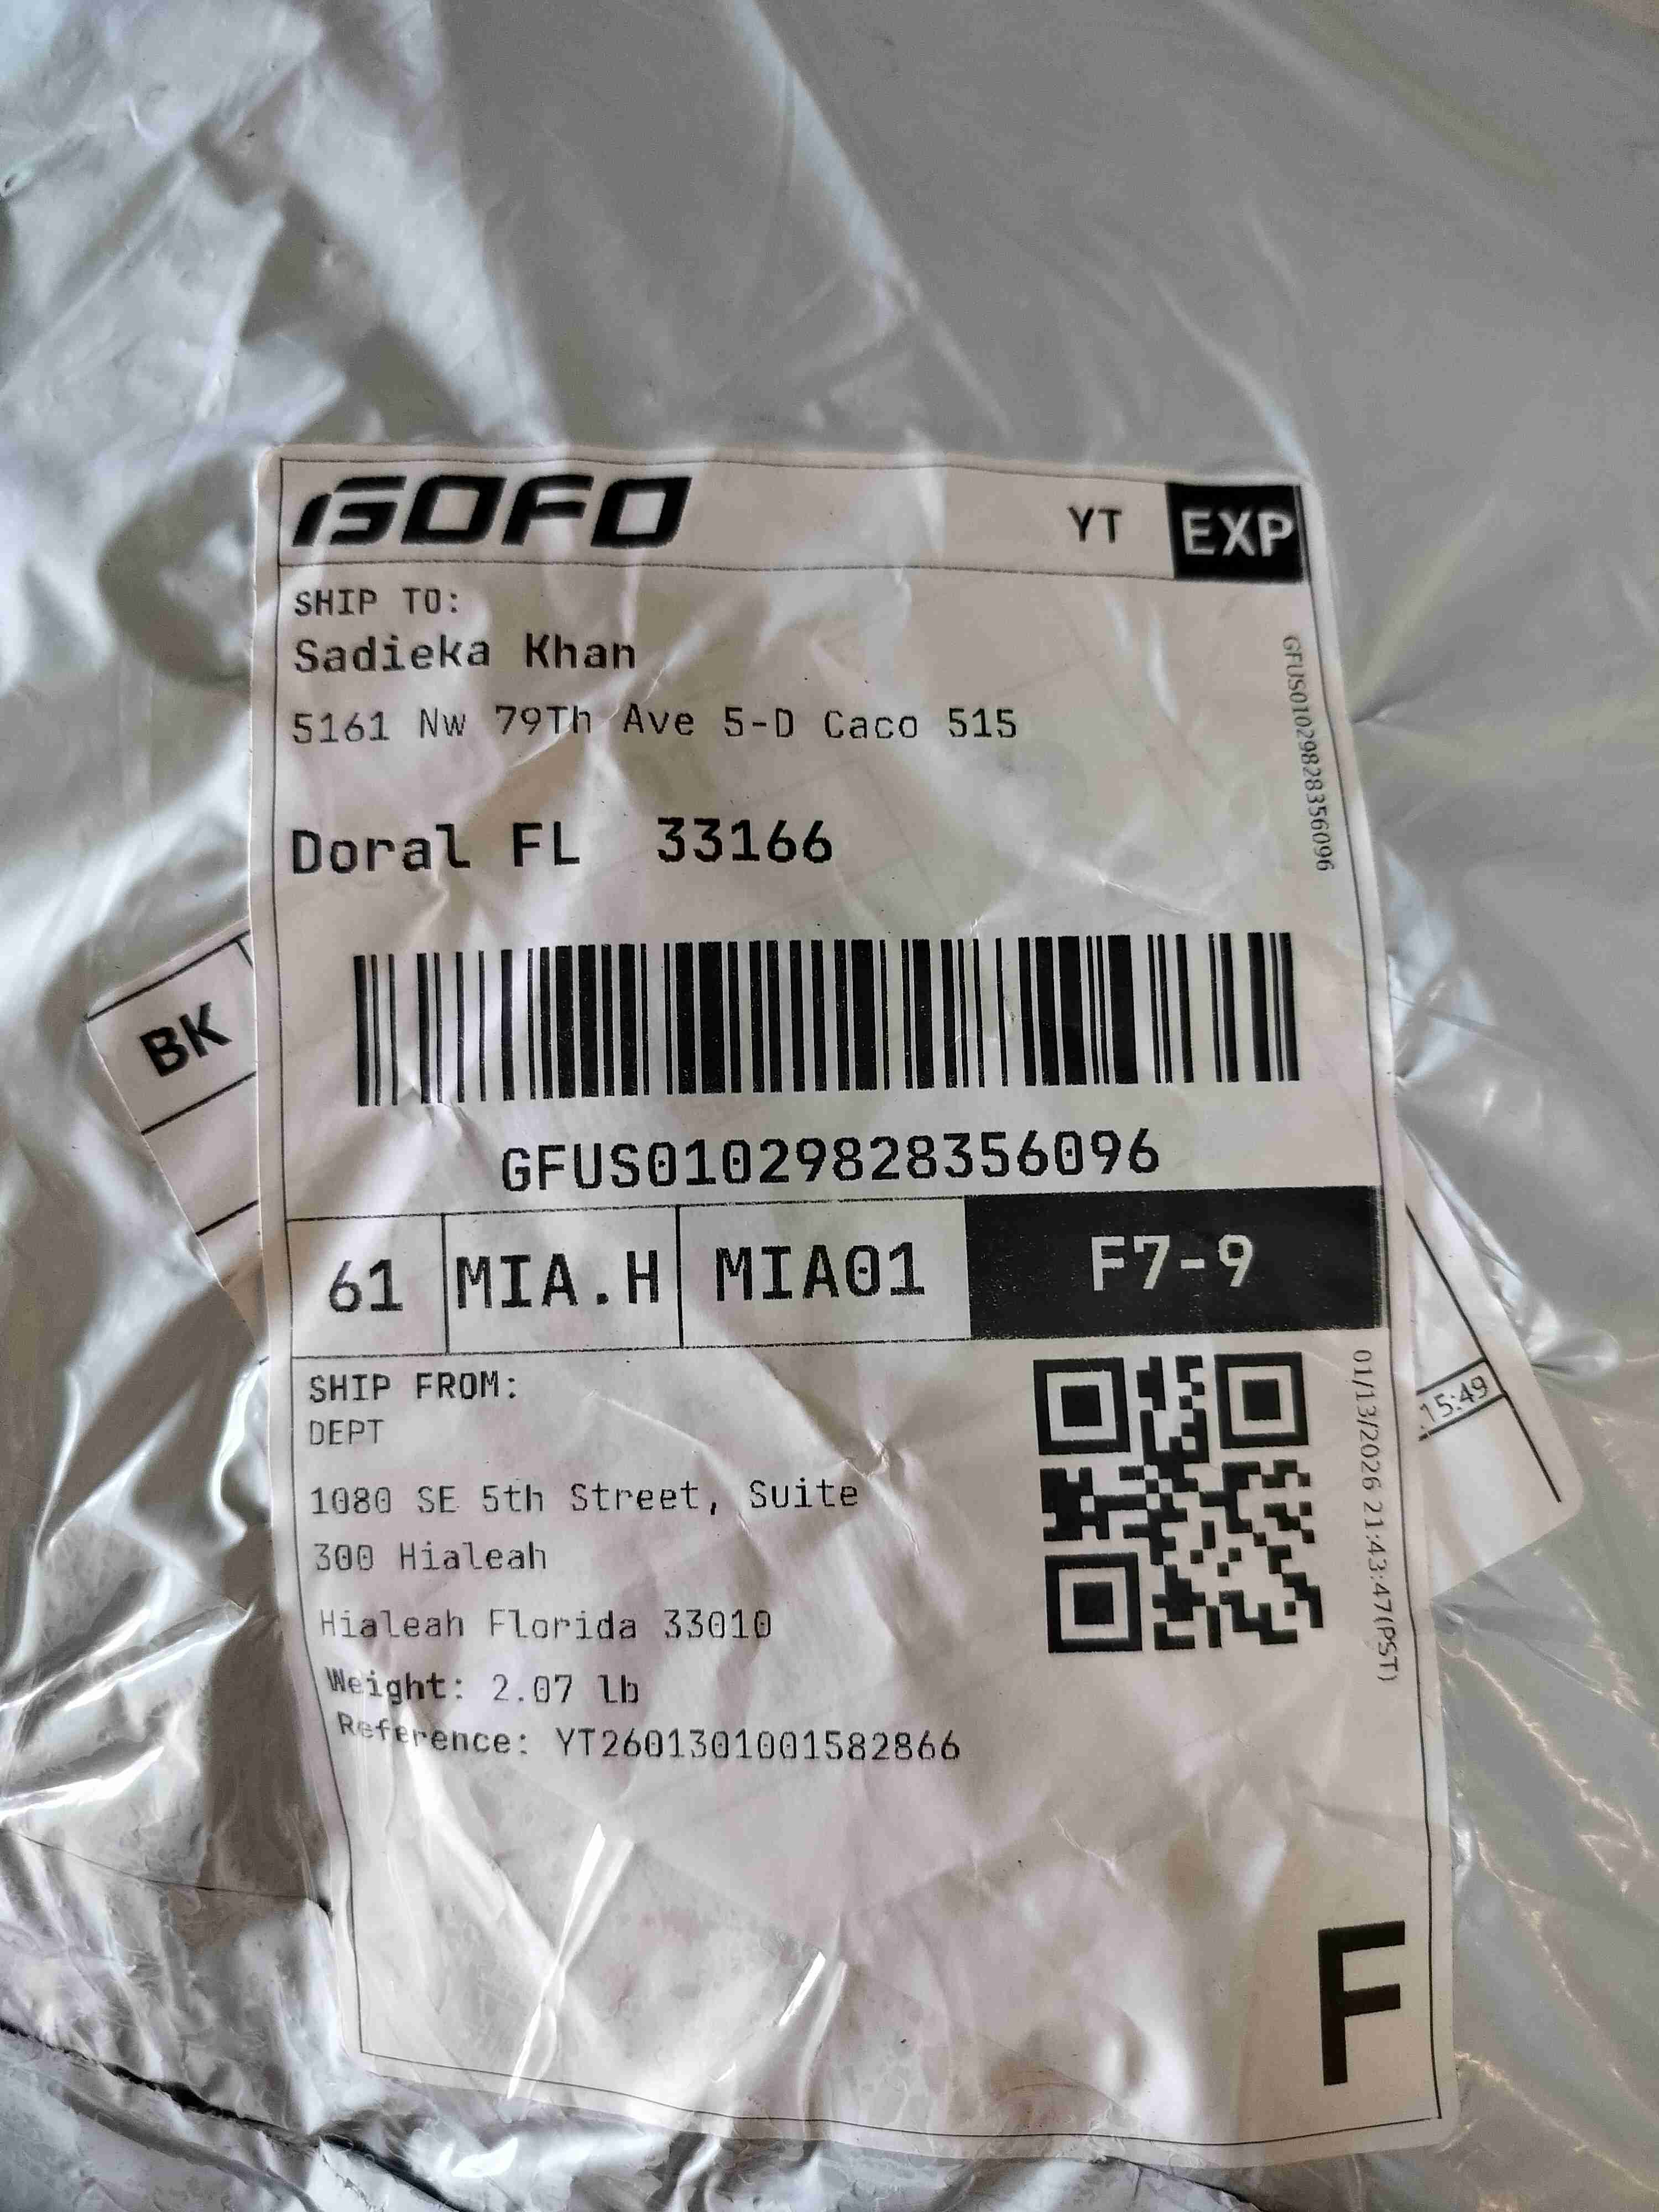 GOFO YT EXP
SHIP TO:
Sadieka Khan
5161 Nw 79Th Ave 5-D Caco 515
Doral FL 33166
GFUS01029828356096
BK
GFUS01029828356096
61 MIA.H MIA01 F7-9
SHIP FROM:
DEPT
1080 SE 5th Street, Suite
300 Hialeah
Hialeah Florida 33010
Weight: 2.07 lb
Reference: YT2601301001582866
01/13/2026 21:43:47(PST)
15:49
F